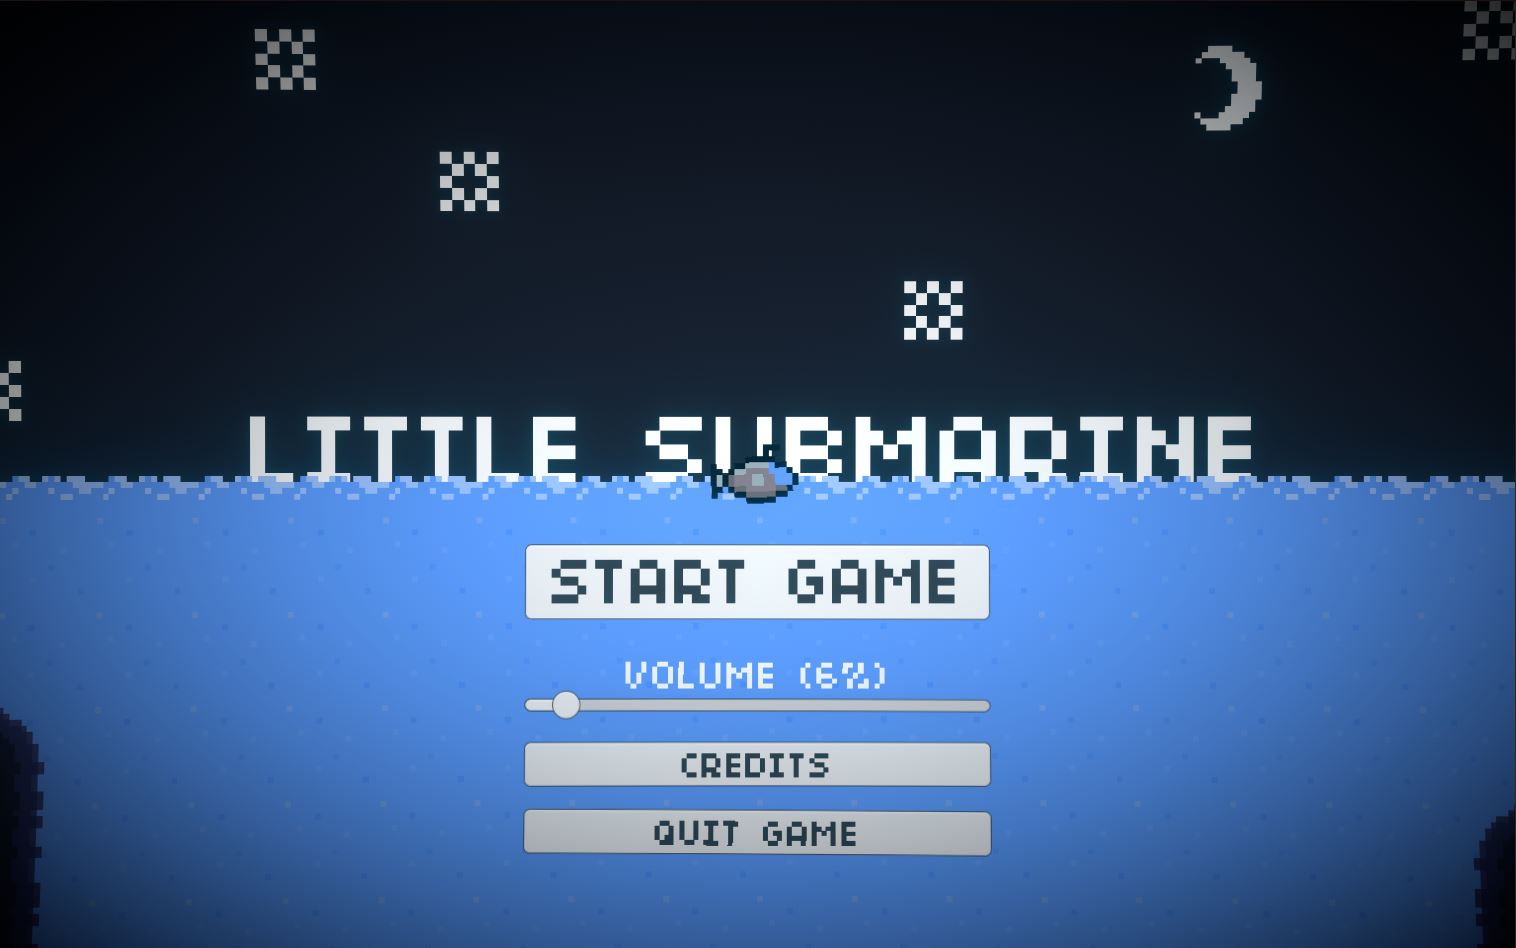 LITTLE SUBMARINE
START GAME
VOLUME (6%)
CREDITS
QUIT GAME